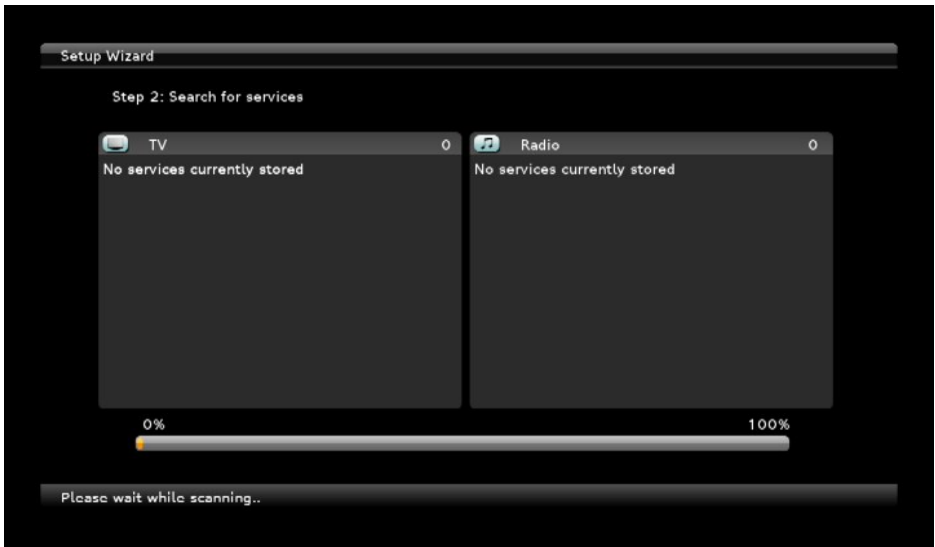 Setup Wizard
Step 2: Search for services
TV 0
Radio 0
No services currently stored
No services currently stored
0% 100%
Please wait while scanning..